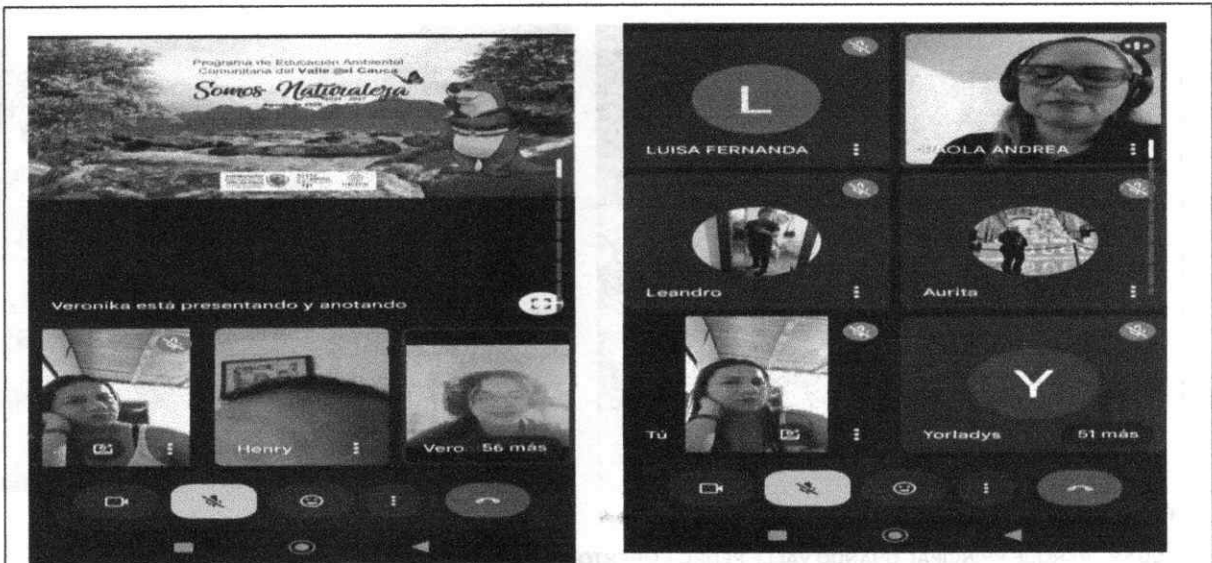 Programa de Educación Ambiental
Comunitaria del Valle del Cauca
Somos Naturaleza
Veronika está presentando y anotando
Henry
Vero
56 más
LUISA FERNANDA
PAOLA ANDREA
L
Leandro
Aurita
Tú
Y
Yorladys
51 más